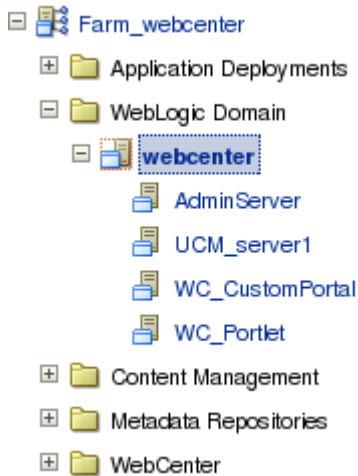 Farm_webcenter
Application Deployments
WebLogic Domain
webcenter
AdminServer
UCM_server1
WC_CustomPortal
WC_Portlet
Content Management
Metadata Repositories
WebCenter